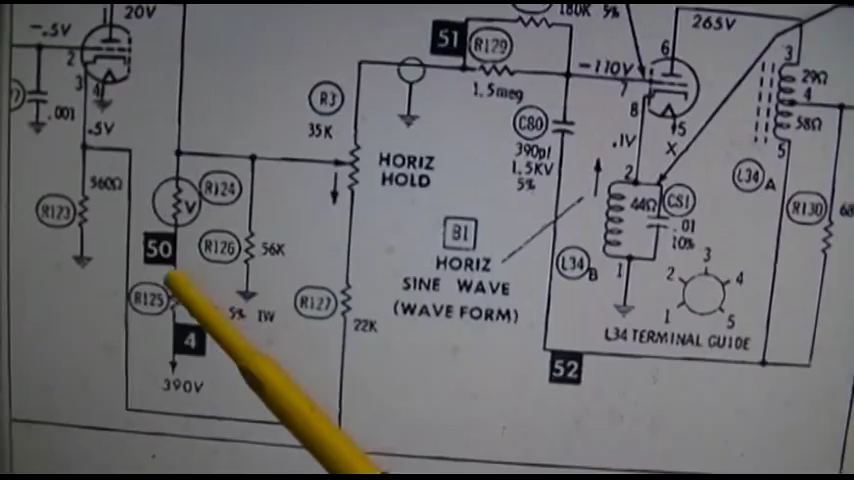 -.5V
20V
2
3
4
.001
.5V
560Ω
R123
R124
V
50
R126
56K
R125
5% 1W
4
390V
R3
35K
HORIZ
HOLD
R127
22K
51
R129
180K 5%
1.5meg
-110V
7
6
8
5
X
265V
C80
390pf
1.5KV
5%
.1V
2
44Ω
C81
.01
10%
1
L34 B
B1
HORIZ
SINE WAVE
(WAVE FORM)
52
3
29Ω
4
58Ω
5
L34 A
R130
68
3
2
4
1
5
L34 TERMINAL GUIDE